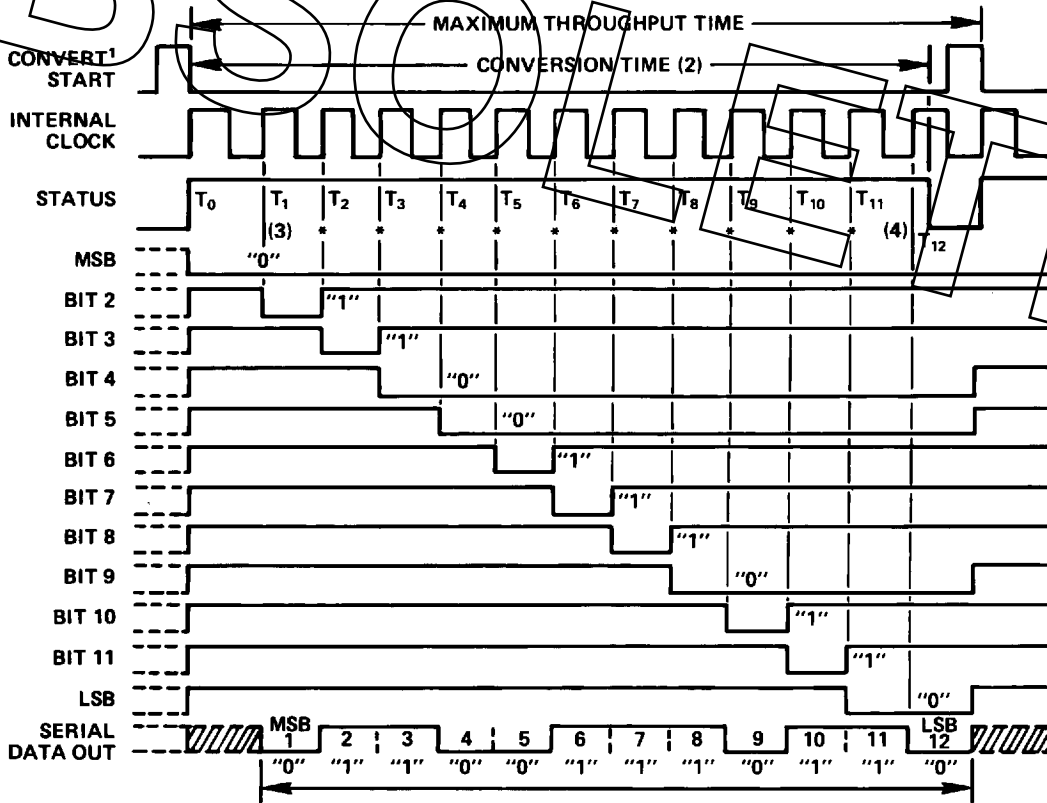 MAXIMUM THROUGHPUT TIME
CONVERT¹ START
CONVERSION TIME (2)
INTERNAL CLOCK
STATUS
T₀ T₁ T₂ T₃ T₄ T₅ T₆ T₇ T₈ T₉ T₁₀ T₁₁
(3) * * * * * * * * * * (4) T₁₂
MSB "0"
BIT 2 "1"
BIT 3 "1"
BIT 4 "0"
BIT 5 "0"
BIT 6 "1"
BIT 7 "1"
BIT 8 "1"
BIT 9 "0"
BIT 10 "1"
BIT 11 "1"
LSB "0"
SERIAL DATA OUT
MSB LSB
1 2 3 4 5 6 7 8 9 10 11 12
"0" "1" "1" "0" "0" "1" "1" "1" "0" "1" "1" "0"